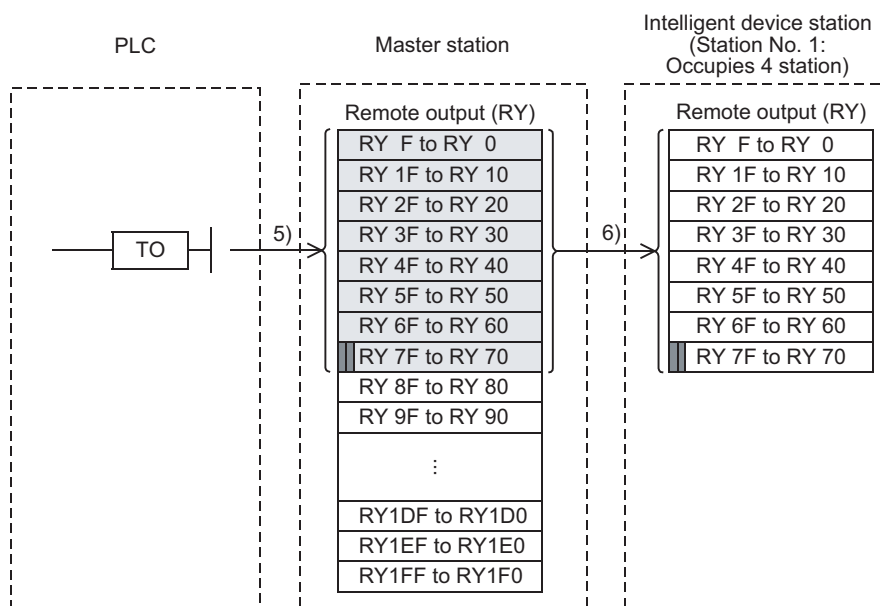 PLC
Master station
Intelligent device station
(Station No. 1:
Occupies 4 station)
Remote output (RY)
RY F to RY 0
RY 1F to RY 10
RY 2F to RY 20
RY 3F to RY 30
RY 4F to RY 40
RY 5F to RY 50
RY 6F to RY 60
RY 7F to RY 70
RY 8F to RY 80
RY 9F to RY 90
...
RY1DF to RY1D0
RY1EF to RY1E0
RY1FF to RY1F0
TO
5)
6)
Remote output (RY)
RY F to RY 0
RY 1F to RY 10
RY 2F to RY 20
RY 3F to RY 30
RY 4F to RY 40
RY 5F to RY 50
RY 6F to RY 60
RY 7F to RY 70